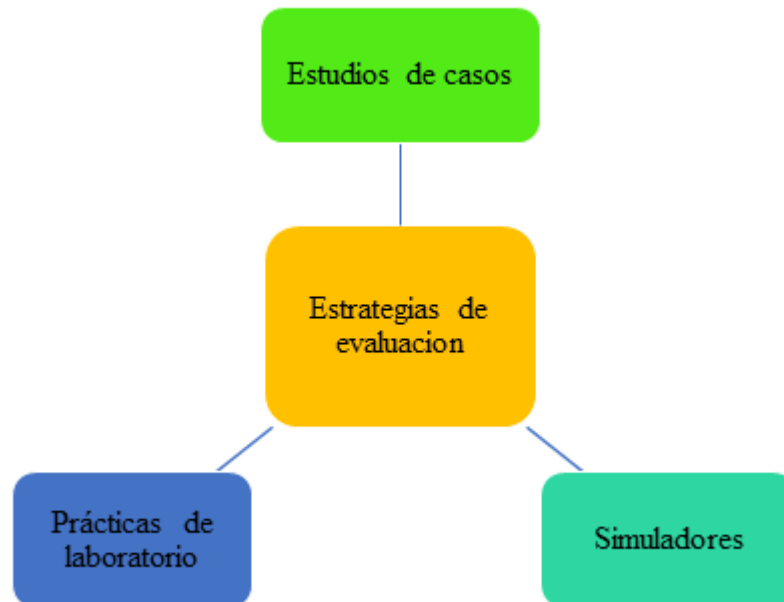 Estudios de casos
Estrategias de
evaluacion
Prácticas de
laboratorio
Simuladores